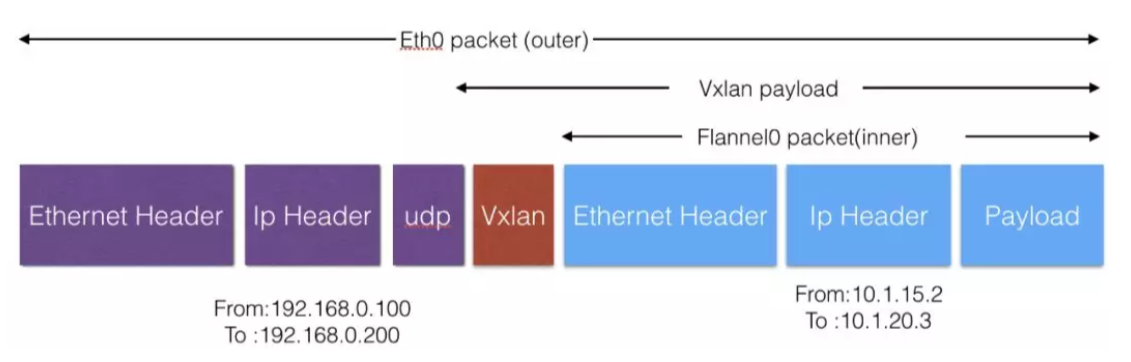 Eth0 packet (outer)
Vxlan payload
Flannel0 packet(inner)
Ethernet Header
Ip Header
udp
Vxlan
Ethernet Header
Ip Header
Payload
From:192.168.0.100
To :192.168.0.200
From:10.1.15.2
To :10.1.20.3